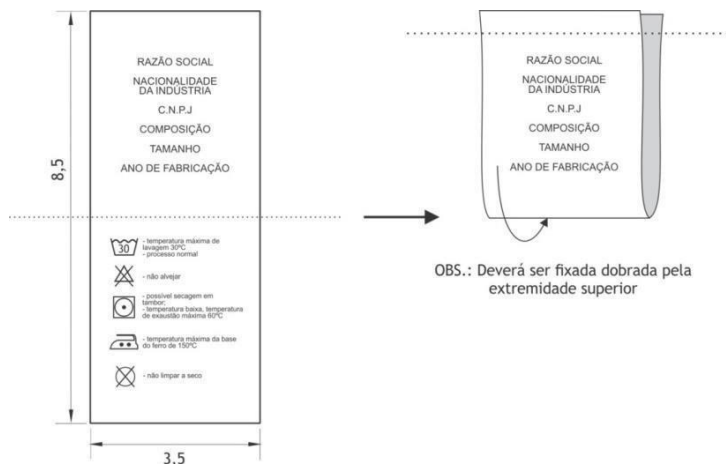 RAZÃO SOCIAL
NACIONALIDADE
DA INDÚSTRIA
C.N.P.J
COMPOSIÇÃO
TAMANHO
ANO DE FABRICAÇÃO
30
- temperatura máxima de
lavagem 30ºC
- processo normal
- não alvejar
- possível secagem em
tambor;
- temperatura baixa, temperatura
de exaustão máxima 60ºC
- temperatura máxima da base
do ferro de 150ºC
- não limpar a seco
8,5
3,5
RAZÃO SOCIAL
NACIONALIDADE
DA INDÚSTRIA
C.N.P.J
COMPOSIÇÃO
TAMANHO
ANO DE FABRICAÇÃO
OBS.: Deverá ser fixada dobrada pela
extremidade superior